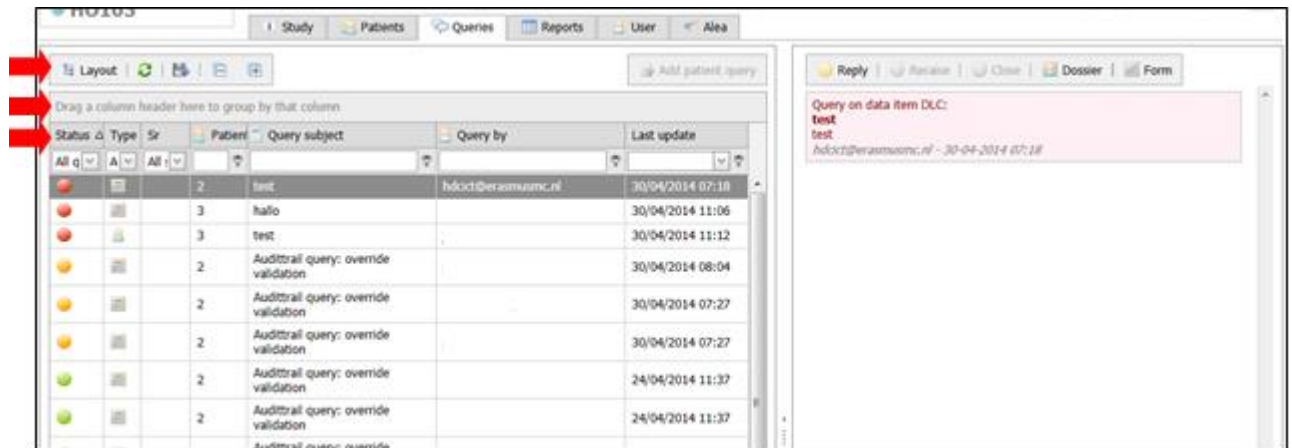 HO103
Study Patients Queries Reports User Alea
Layout Add patient query
Reply Reraise Close Dossier Form
Drag a column header here to group by that column
Status Type Sr Patient Query subject Query by Last update
All q A All
2 test hdcict@erasmusmc.nl 30/04/2014 07:18
3 hallo 30/04/2014 11:06
3 test 30/04/2014 11:12
2 Audittrail query: override
validation 30/04/2014 08:04
2 Audittrail query: override
validation 30/04/2014 07:27
2 Audittrail query: override
validation 30/04/2014 07:27
2 Audittrail query: override
validation 24/04/2014 11:37
2 Audittrail query: override
validation 24/04/2014 11:37
Audittrail query: override
Query on data item DLC:
test
test
hdcict@erasmusmc.nl - 30-04-2014 07:18